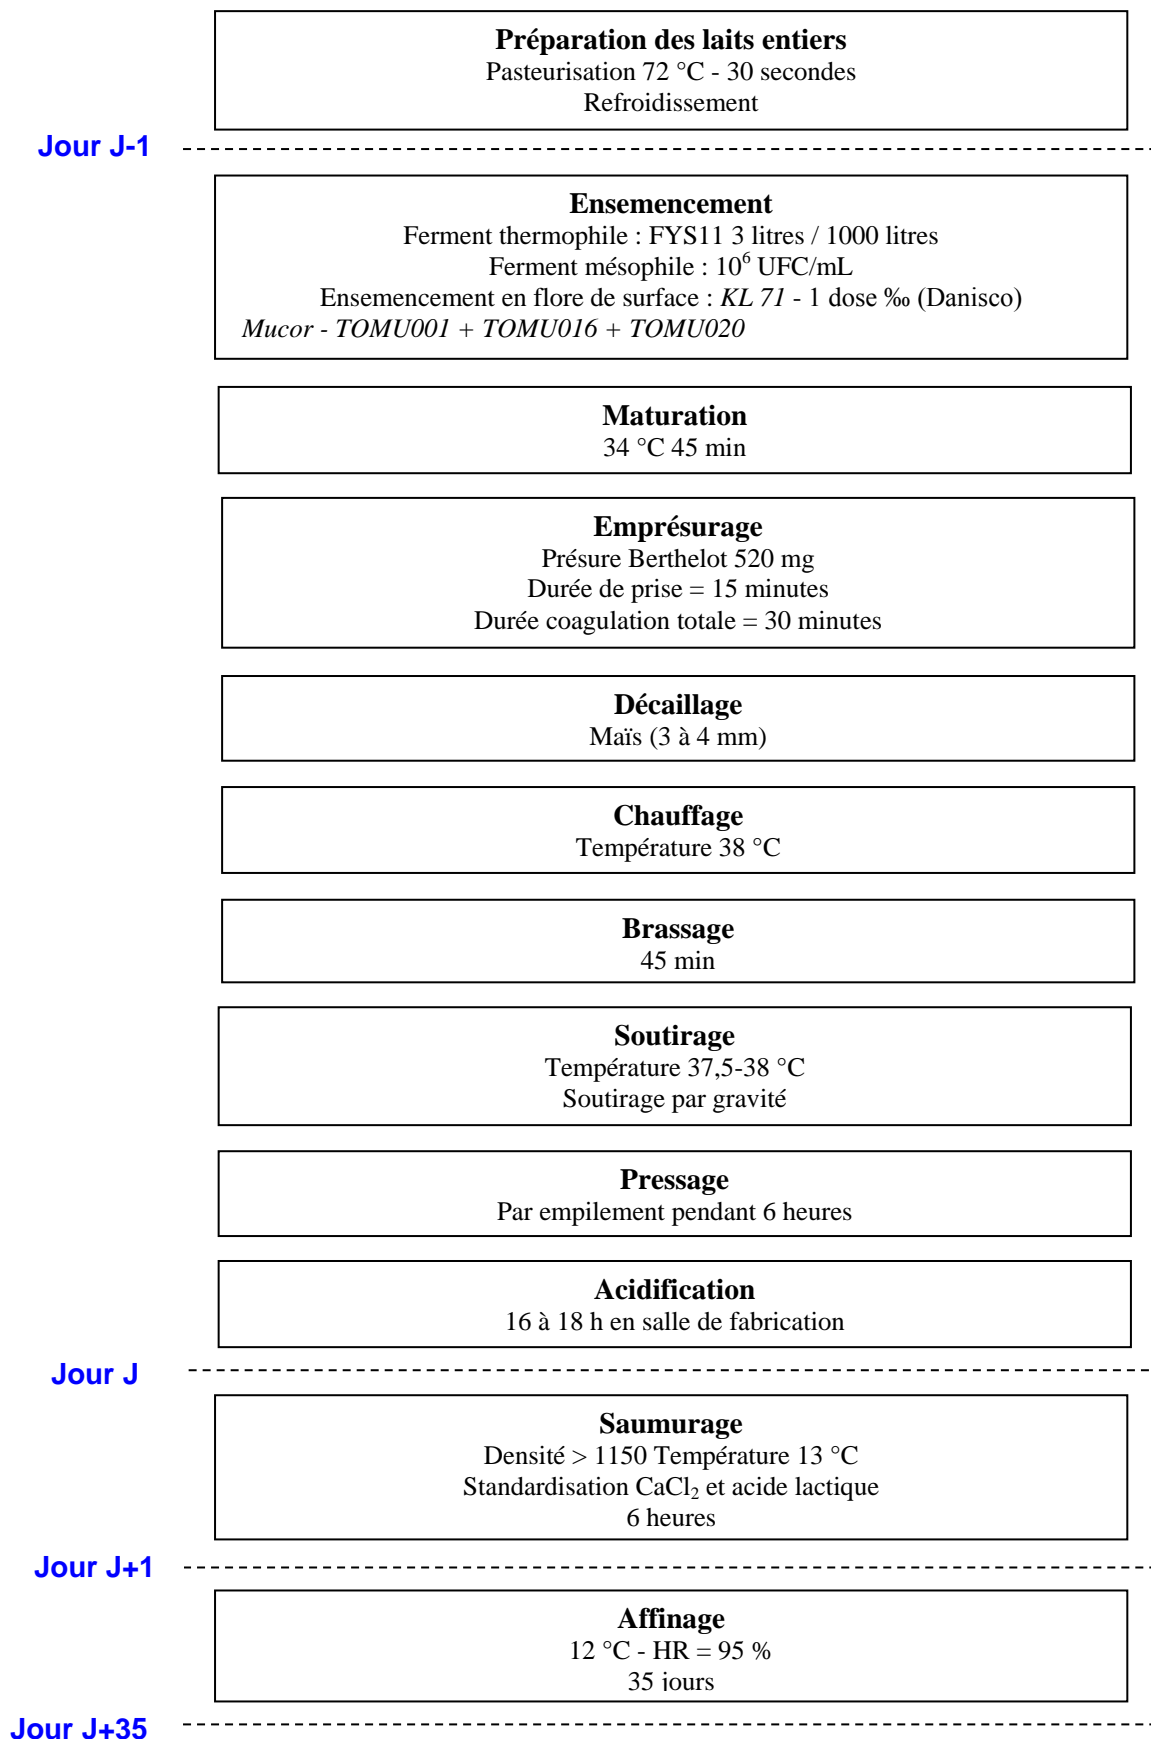 Préparation des laits entiers
Pasteurisation 72 °C - 30 secondes
Refroidissement
Jour J-1
Ensemencement
Ferment thermophile : FYS11 3 litres / 1000 litres
Ferment mésophile : 10⁶ UFC/mL
Ensemencement en flore de surface : KL 71 - 1 dose ‰ (Danisco)
Mucor - TOMU001 + TOMU016 + TOMU020
Maturation
34 °C 45 min
Emprésurage
Présure Berthelot 520 mg
Durée de prise = 15 minutes
Durée coagulation totale = 30 minutes
Décaillage
Maïs (3 à 4 mm)
Chauffage
Température 38 °C
Brassage
45 min
Soutirage
Température 37,5-38 °C
Soutirage par gravité
Pressage
Par empilement pendant 6 heures
Acidification
16 à 18 h en salle de fabrication
Jour J
Saumurage
Densité > 1150 Température 13 °C
Standardisation CaCl₂ et acide lactique
6 heures
Jour J+1
Affinage
12 °C - HR = 95 %
35 jours
Jour J+35